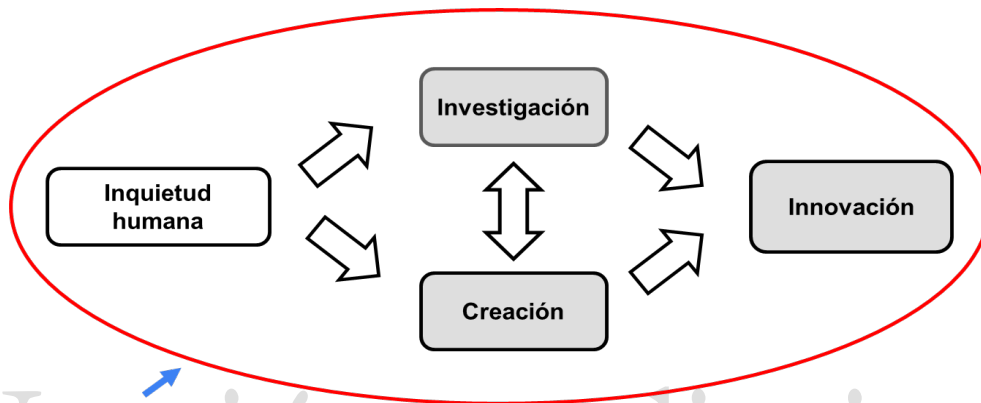 Investigación
Inquietud
humana
Innovación
Creación